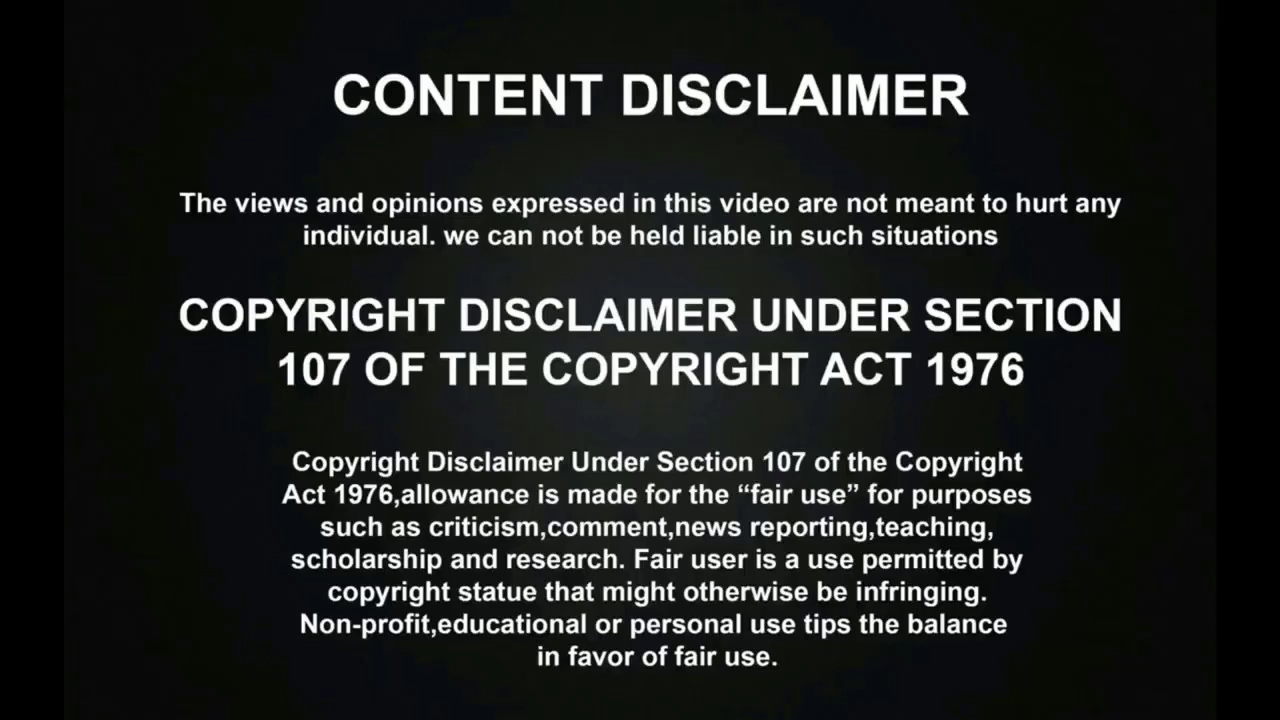 CONTENT DISCLAIMER
The views and opinions expressed in this video are not meant to hurt any
individual. we can not be held liable in such situations
COPYRIGHT DISCLAIMER UNDER SECTION
107 OF THE COPYRIGHT ACT 1976
Copyright Disclaimer Under Section 107 of the Copyright
Act 1976,allowance is made for the “fair use” for purposes
such as criticism,comment,news reporting,teaching,
scholarship and research. Fair user is a use permitted by
copyright statue that might otherwise be infringing.
Non-profit,educational or personal use tips the balance
in favor of fair use.